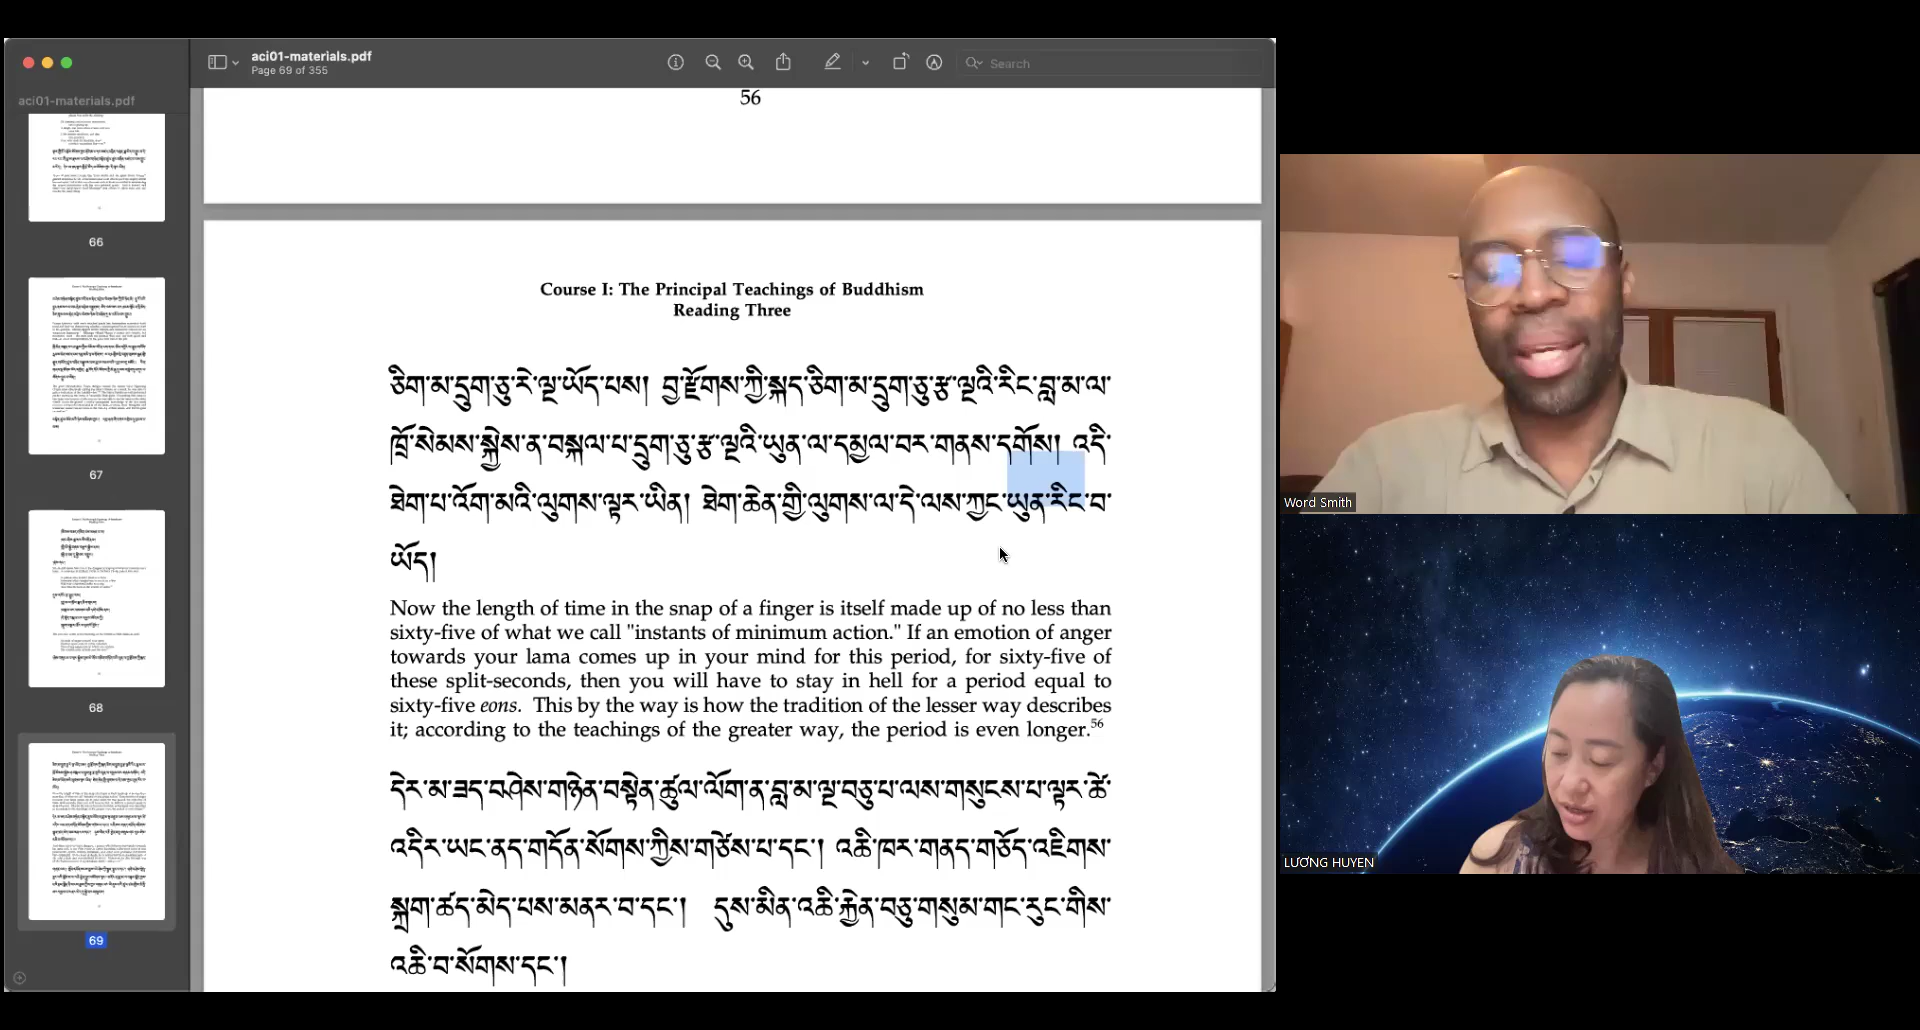 aci01-materials.pdf
Page 69 of 355
Search
aci01-materials.pdf
66
67
68
69
56
Course I: The Principal Teachings of Buddhism
Reading Three
ཅིག་མ་དྲུག་ཅུ་རེ་ལྔ་ཡོད་པས། བྱ་རྫོགས་ཀྱི་སྐད་ཅིག་མ་དྲུག་ཅུ་རྩ་ལྔའི་རིང་བླ་མ་ལ་
ཁྲོ་སེམས་སྐྱེས་ན་བསྐལ་པ་དྲུག་ཅུ་རྩ་ལྔའི་ཡུན་ལ་དམྱལ་བར་གནས་དགོས། འདི་
ཐེག་པ་འོག་མའི་ལུགས་ལྟར་ཡིན། ཐེག་ཆེན་གྱི་ལུགས་ལ་དེ་ལས་ཀྱང་ཡུན་རིང་བ་
ཡོད།
Now the length of time in the snap of a finger is itself made up of no less than
sixty-five of what we call "instants of minimum action." If an emotion of anger
towards your lama comes up in your mind for this period, for sixty-five of
these split-seconds, then you will have to stay in hell for a period equal to
sixty-five eons. This by the way is how the tradition of the lesser way describes
it; according to the teachings of the greater way, the period is even longer.56
དེར་མ་ཟད་བཤེས་གཉེན་བསྟེན་ཚུལ་ལོག་ན་བླ་མ་ལྔ་བཅུ་པ་ལས་གསུངས་པ་ལྟར་ཚེ་
འདིར་ཡང་ནད་གདོན་སོགས་ཀྱིས་གཙེས་པ་དང་། འཆི་ཁར་གནད་གཅོད་འཇིགས་
སྐྲག་ཚད་མེད་པས་མནར་བ་དང་། དུས་མིན་འཆི་རྐྱེན་བཅུ་གསུམ་གང་རུང་གིས་
འཆི་བ་སོགས་དང་།
Word Smith
LƯƠNG HUYEN